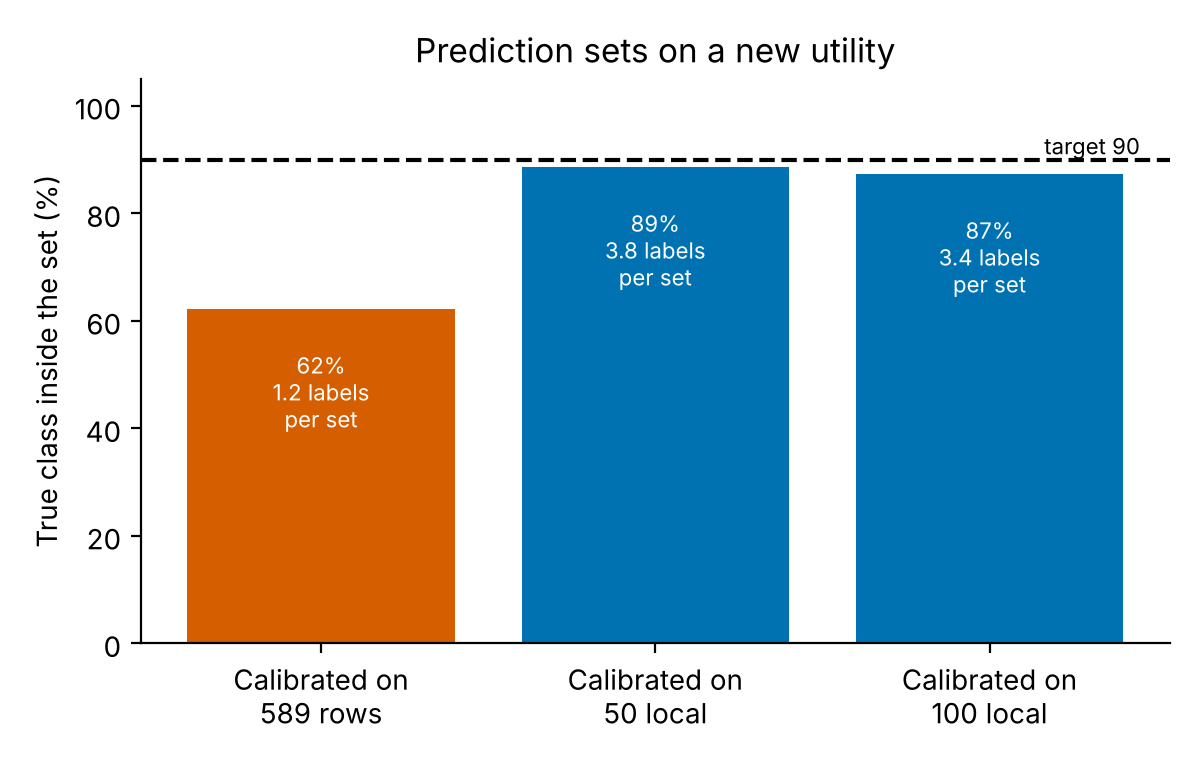 Prediction sets on a new utility
True class inside the set (%)
100
80
60
40
20
0
target 90
62%
1.2 labels
per set
89%
3.8 labels
per set
87%
3.4 labels
per set
Calibrated on
589 rows
Calibrated on
50 local
Calibrated on
100 local